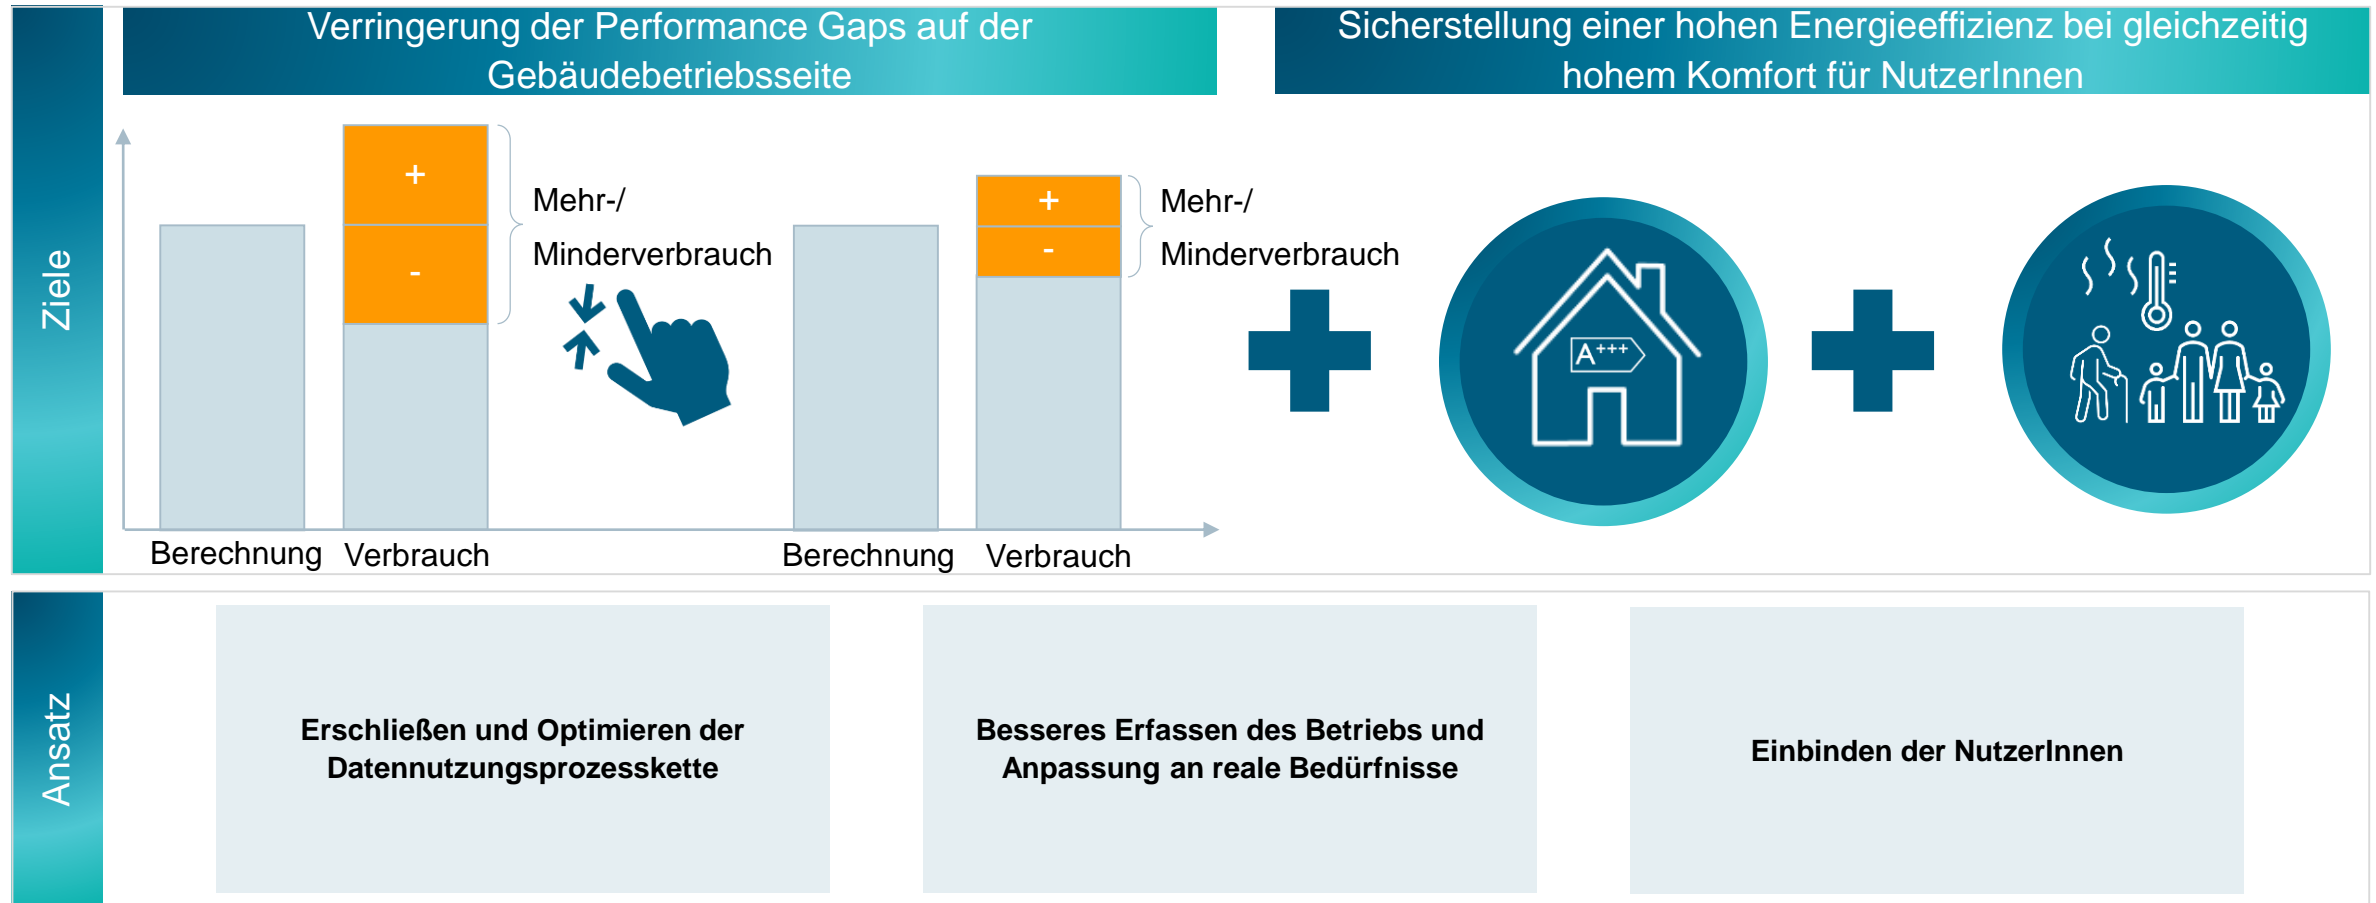 Verringerung der Performance Gaps auf der
Gebäudebetriebsseite
Sicherstellung einer hohen Energieeffizienz bei gleichzeitig
hohem Komfort für NutzerInnen
Ziele
+
-
Mehr-/
Minderverbrauch
+
-
Mehr-/
Minderverbrauch
A+++
Berechnung
Verbrauch
Berechnung
Verbrauch
Ansatz
Erschließen und Optimieren der
Datennutzungsprozesskette
Besseres Erfassen des Betriebs und
Anpassung an reale Bedürfnisse
Einbinden der NutzerInnen